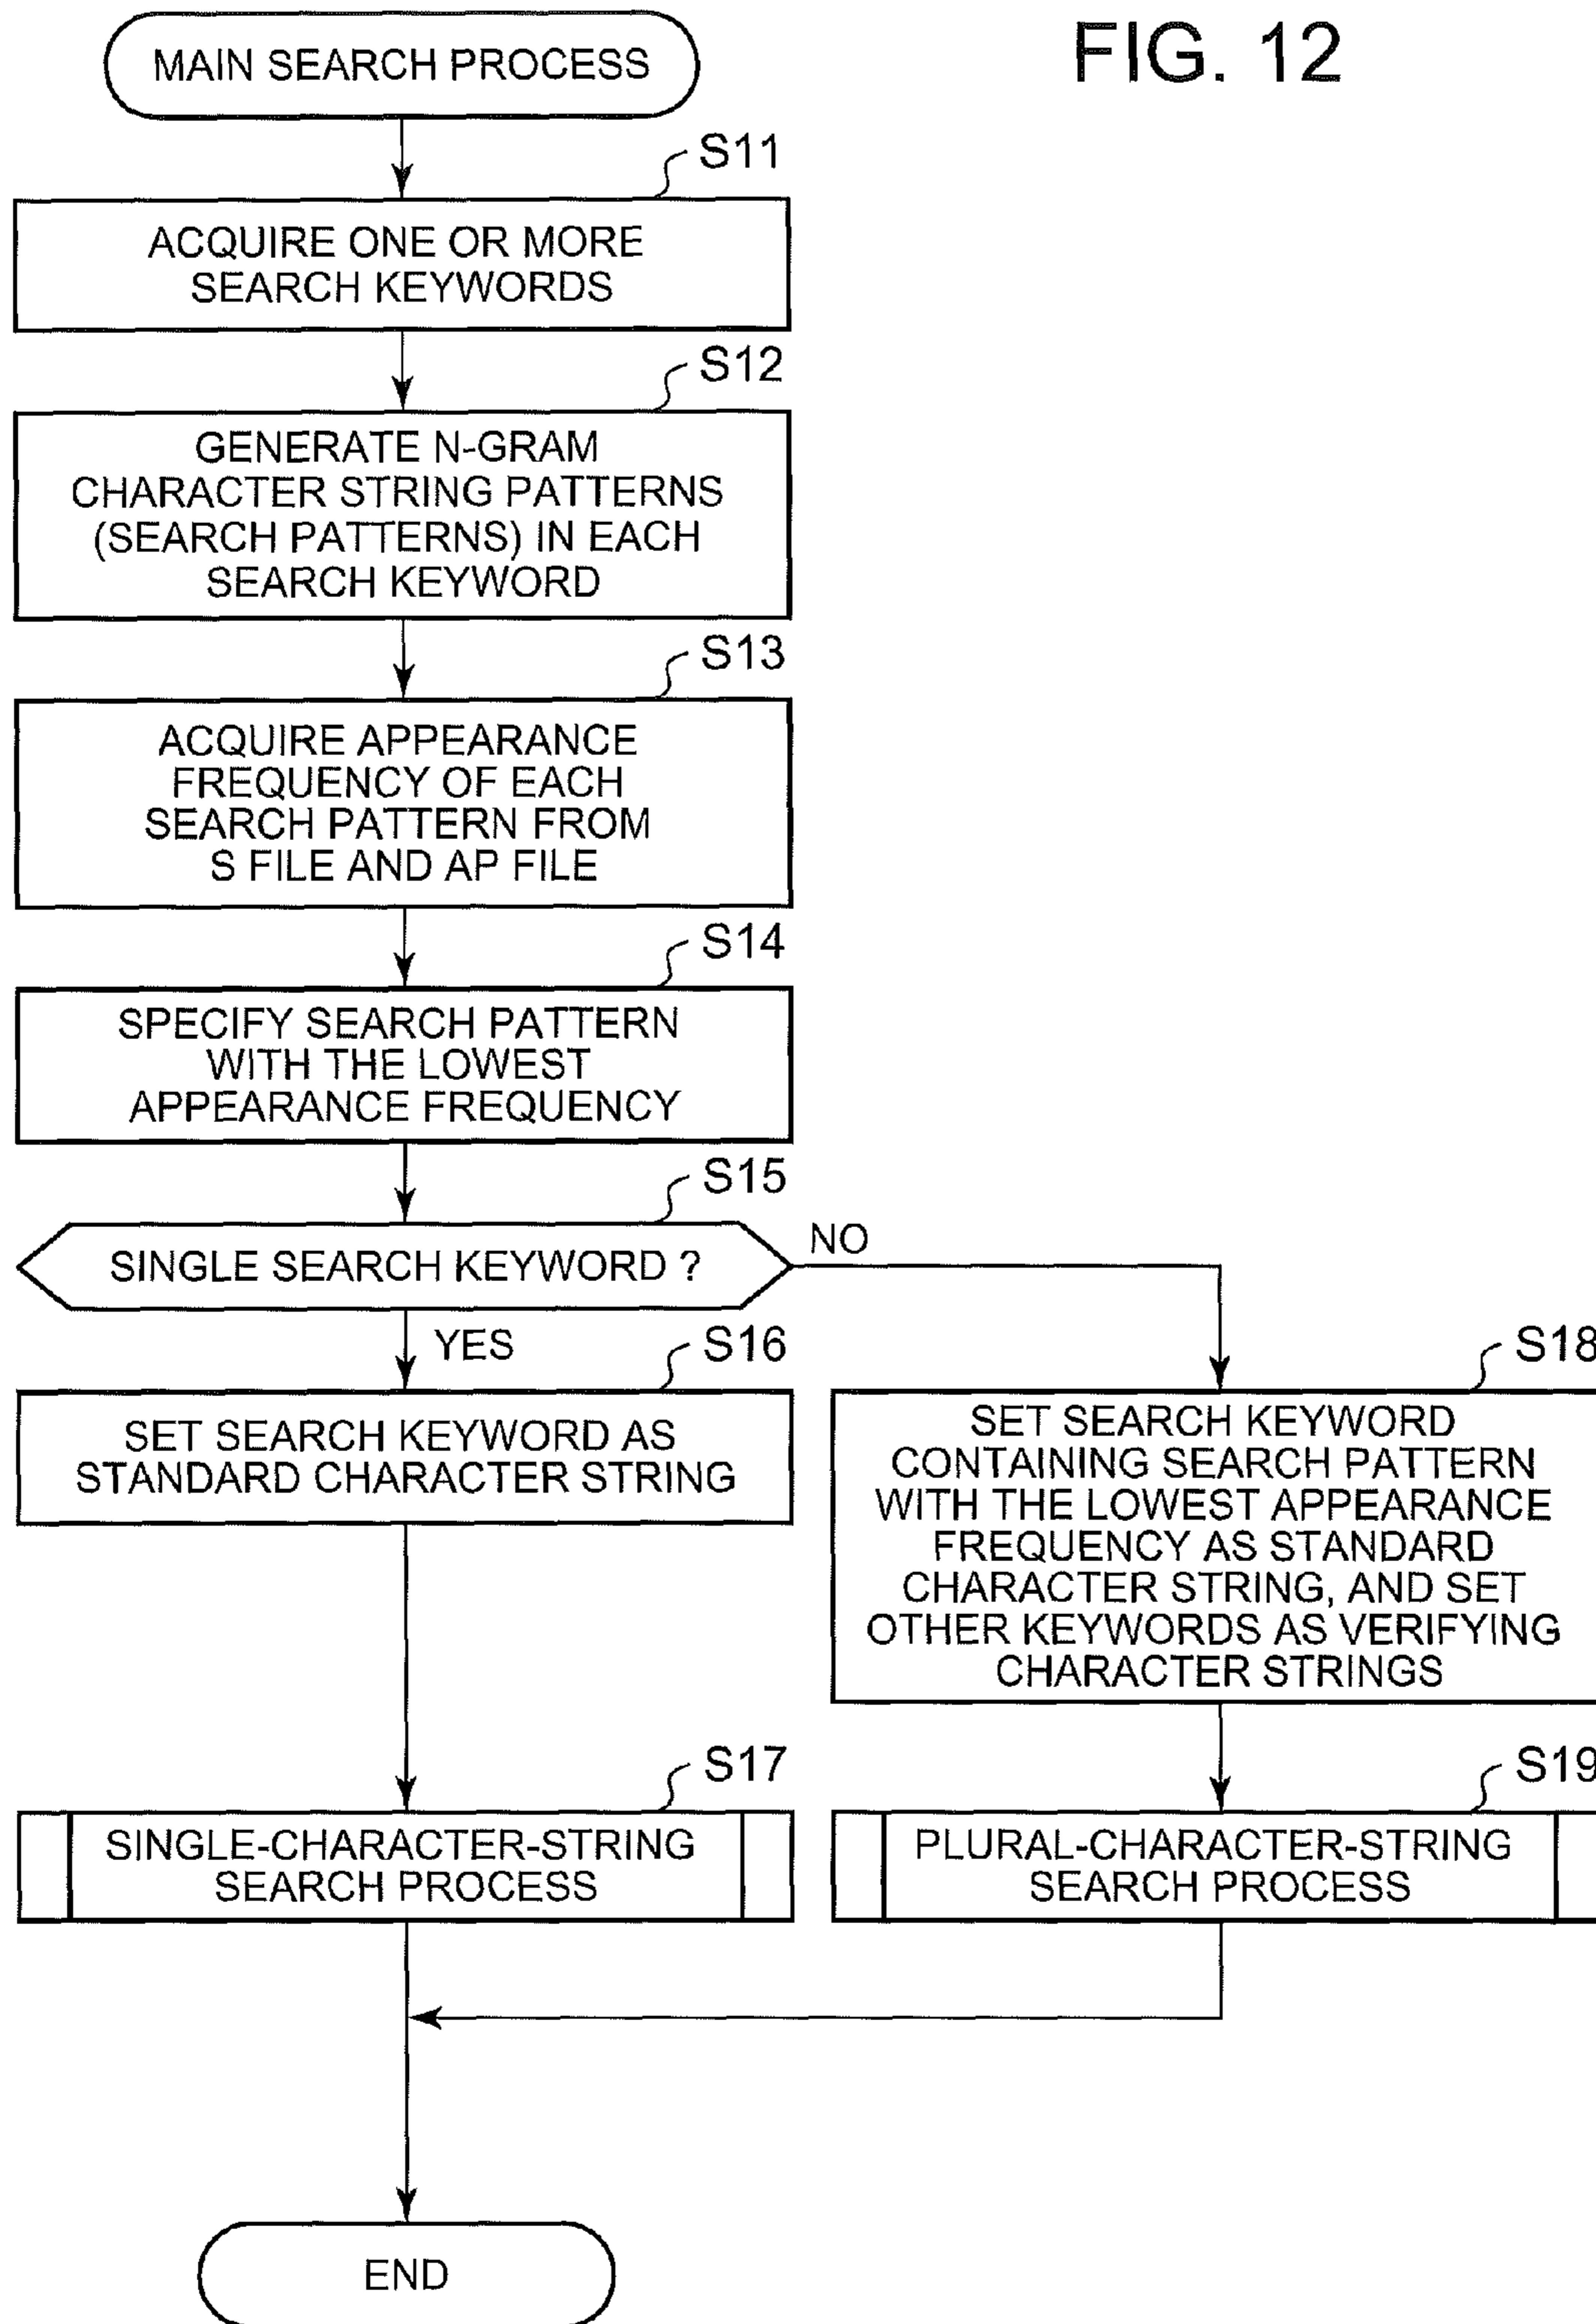 FIG. 12
MAIN SEARCH PROCESS
S11
ACQUIRE ONE OR MORE
SEARCH KEYWORDS
S12
GENERATE N-GRAM
CHARACTER STRING PATTERNS
(SEARCH PATTERNS) IN EACH
SEARCH KEYWORD
S13
ACQUIRE APPEARANCE
FREQUENCY OF EACH
SEARCH PATTERN FROM
S FILE AND AP FILE
S14
SPECIFY SEARCH PATTERN
WITH THE LOWEST
APPEARANCE FREQUENCY
S15
SINGLE SEARCH KEYWORD ?
NO
YES
S16
SET SEARCH KEYWORD AS
STANDARD CHARACTER STRING
S18
SET SEARCH KEYWORD
CONTAINING SEARCH PATTERN
WITH THE LOWEST APPEARANCE
FREQUENCY AS STANDARD
CHARACTER STRING, AND SET
OTHER KEYWORDS AS VERIFYING
CHARACTER STRINGS
S17
SINGLE-CHARACTER-STRING
SEARCH PROCESS
S19
PLURAL-CHARACTER-STRING
SEARCH PROCESS
END